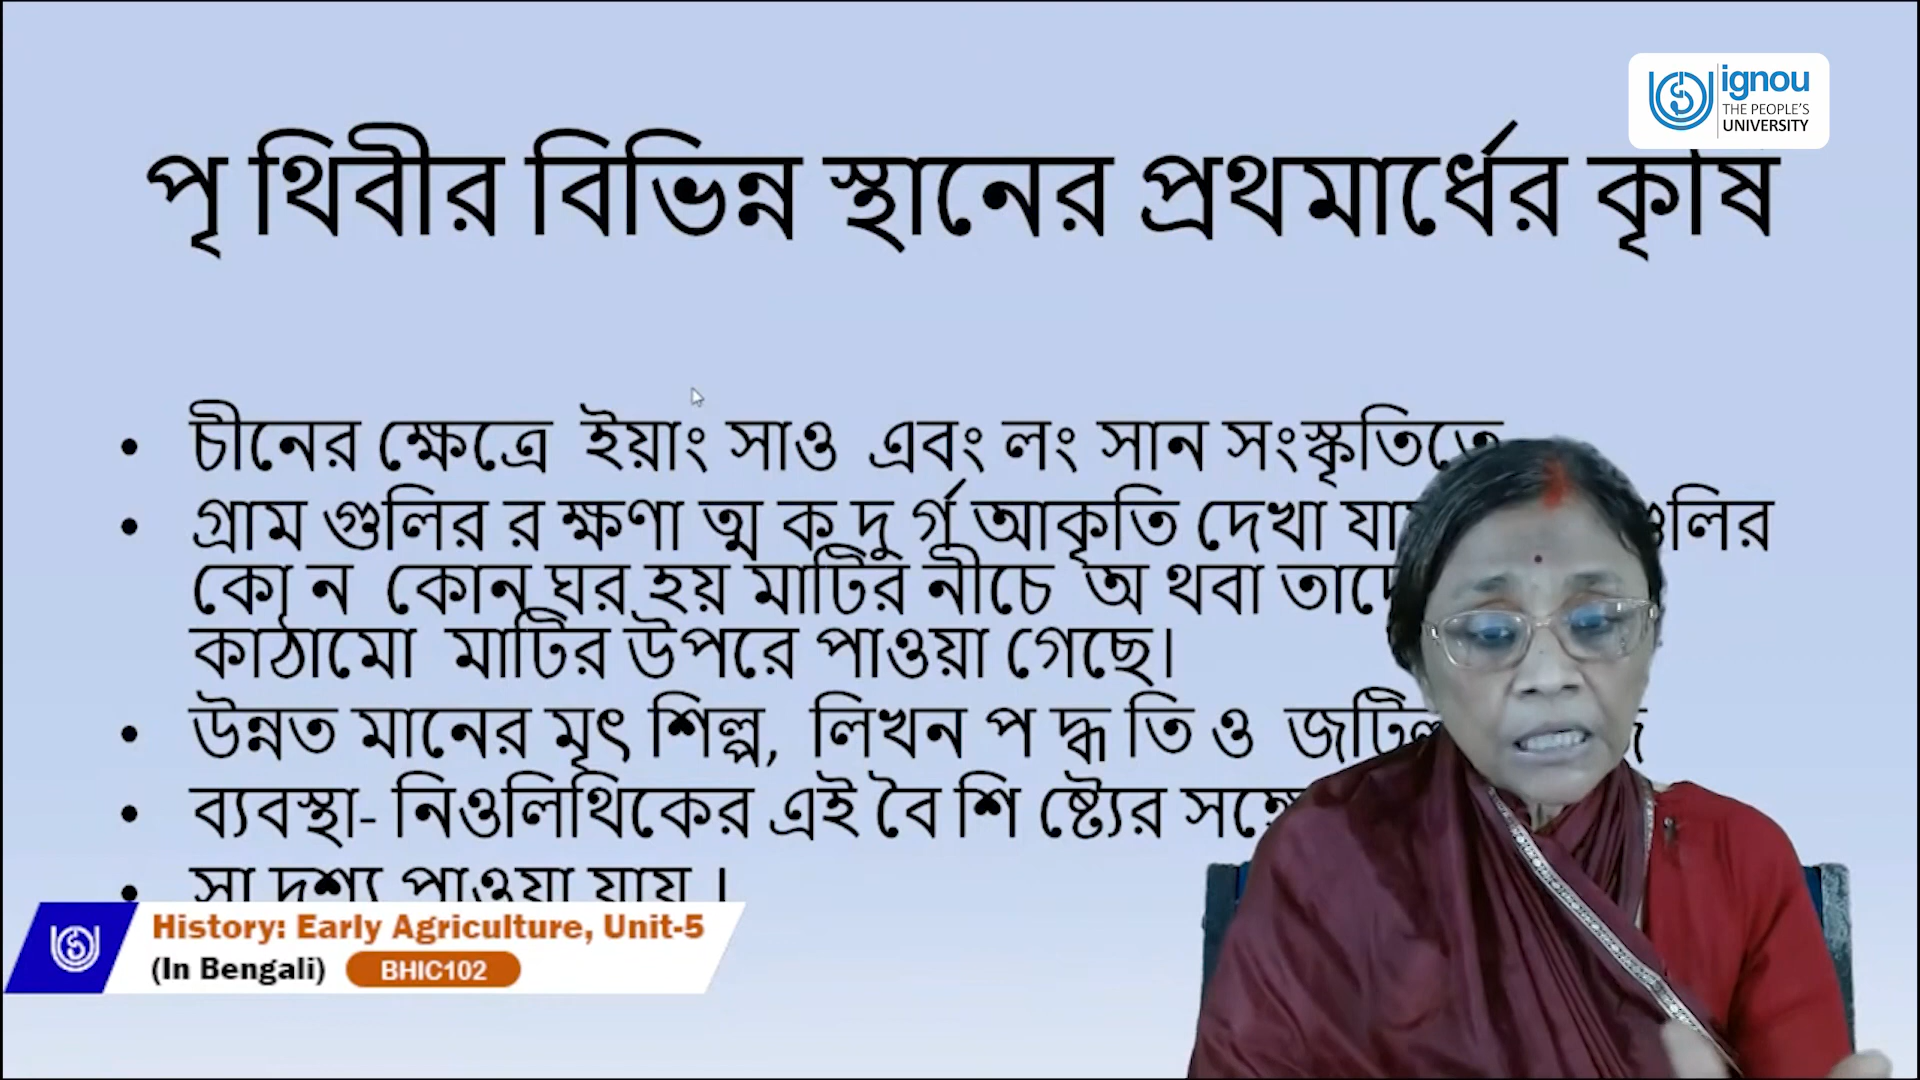 ignou
THE PEOPLE'S
UNIVERSITY
পৃ থিবীর বিভিন্ন স্থানের প্রথমার্ধের কৃষি
• চীনের ক্ষেত্রে ইয়াং সাও এবং লং সান সংস্কৃতিতে
• গ্রাম গুলির র ক্ষণা ত্ম ক দু র্গ আকৃতি দেখা
কো ন কোন ঘর হয় মাটির নীচে অ থবা
কাঠামো মাটির উপরে পাওয়া গেছে।
• উন্নত মানের মৃৎ শিল্প, লিখন প দ্ধ তি ও
• ব্যবস্থা- নিওলিথিকের এই বৈ শি ষ্ট্যের সঙ্গে
• সা দৃশ্য পাওয়া যায় ।
History: Early Agriculture, Unit-5
(In Bengali) BHIC102